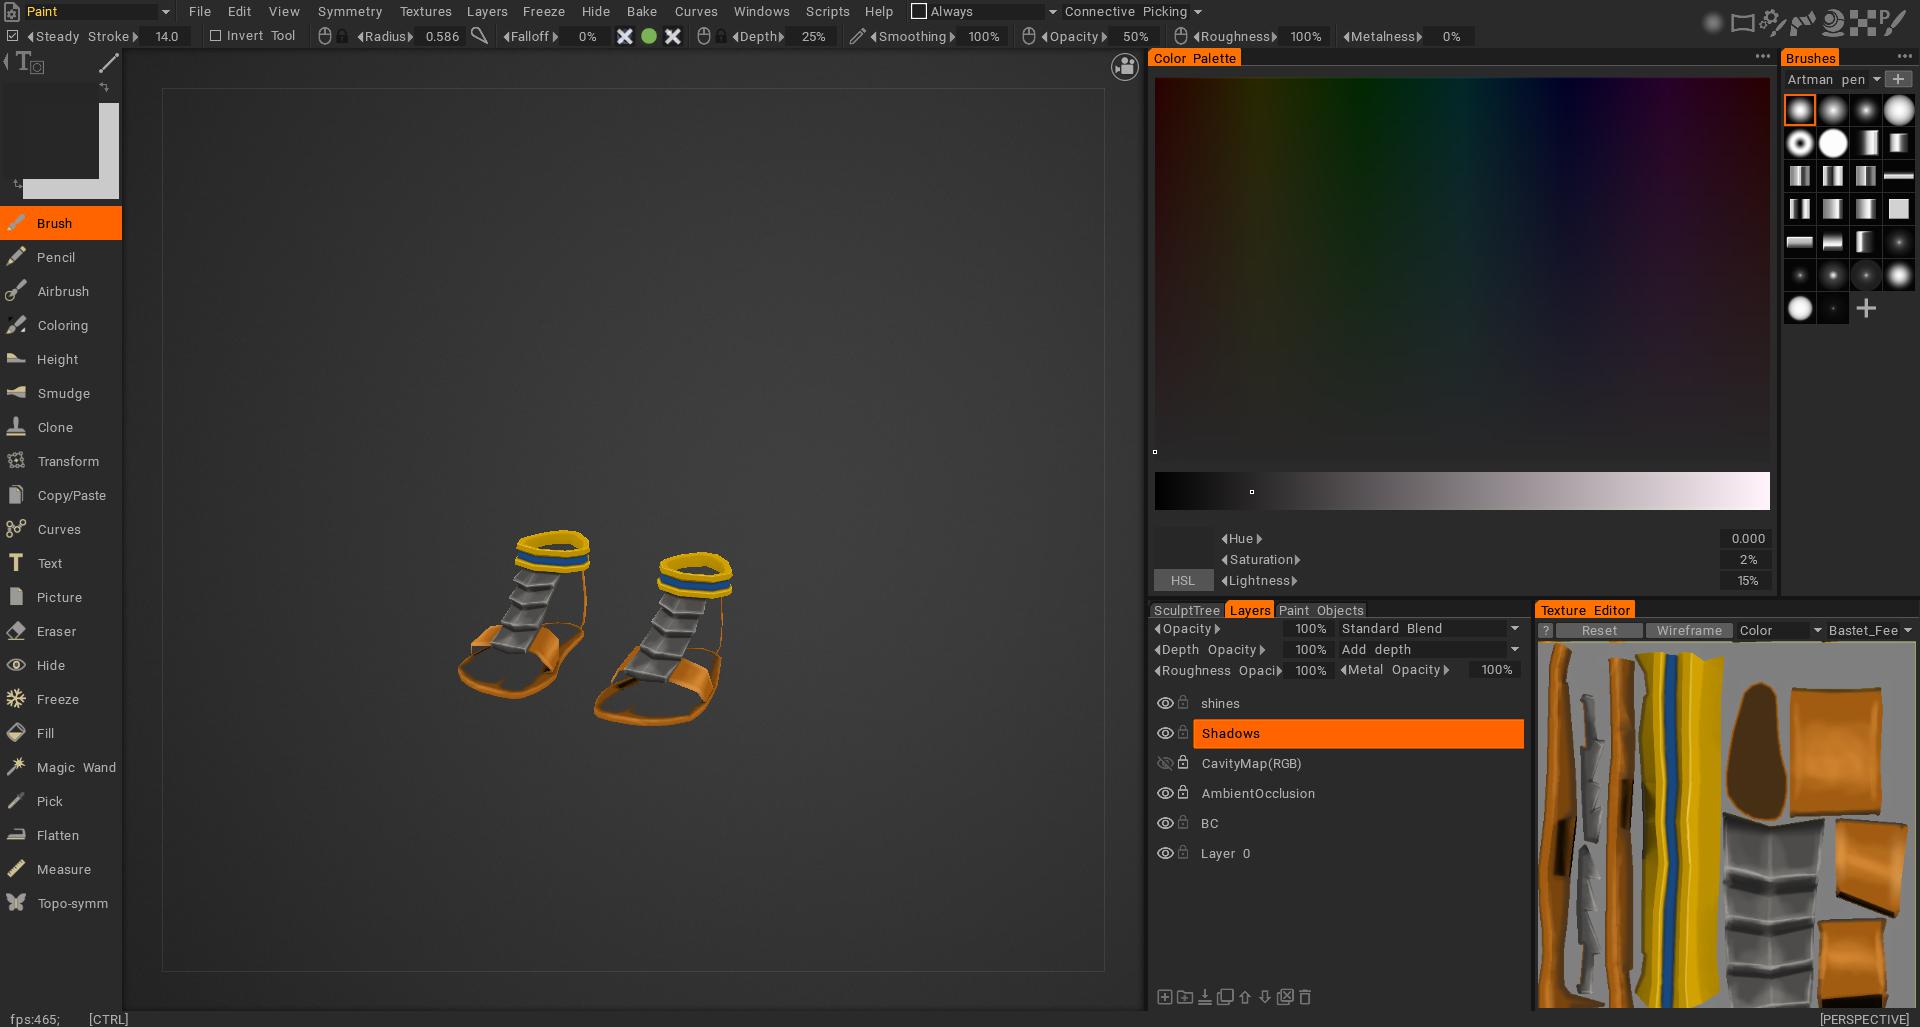 Paint File Edit View Symmetry Textures Layers Freeze Hide Bake Curves Windows Scripts Help Always Connective Picking
Steady Stroke 14.0 Invert Tool Radius 0.586 Falloff 0% Depth 25% Smoothing 100% Opacity 50% Roughness 100% Metalness 0%
Color Palette
Brushes
Artman pen
Brush
Pencil
Airbrush
Coloring
Height
Smudge
Clone
Transform
Copy/Paste
Curves
Text
Picture
Eraser
Hide
Freeze
Fill
Magic Wand
Pick
Flatten
Measure
Topo-symm
Hue 0.000
Saturation 2%
HSL Lightness 15%
SculptTree Layers Paint Objects
Opacity 100% Standard Blend
Depth Opacity 100% Add depth
Roughness Opaci 100% Metal Opacity 100%
shines
Shadows
CavityMap(RGB)
AmbientOcclusion
BC
Layer 0
Texture Editor
? Reset Wireframe Color Bastet_Fee
fps:465; [CTRL]
[PERSPECTIVE]